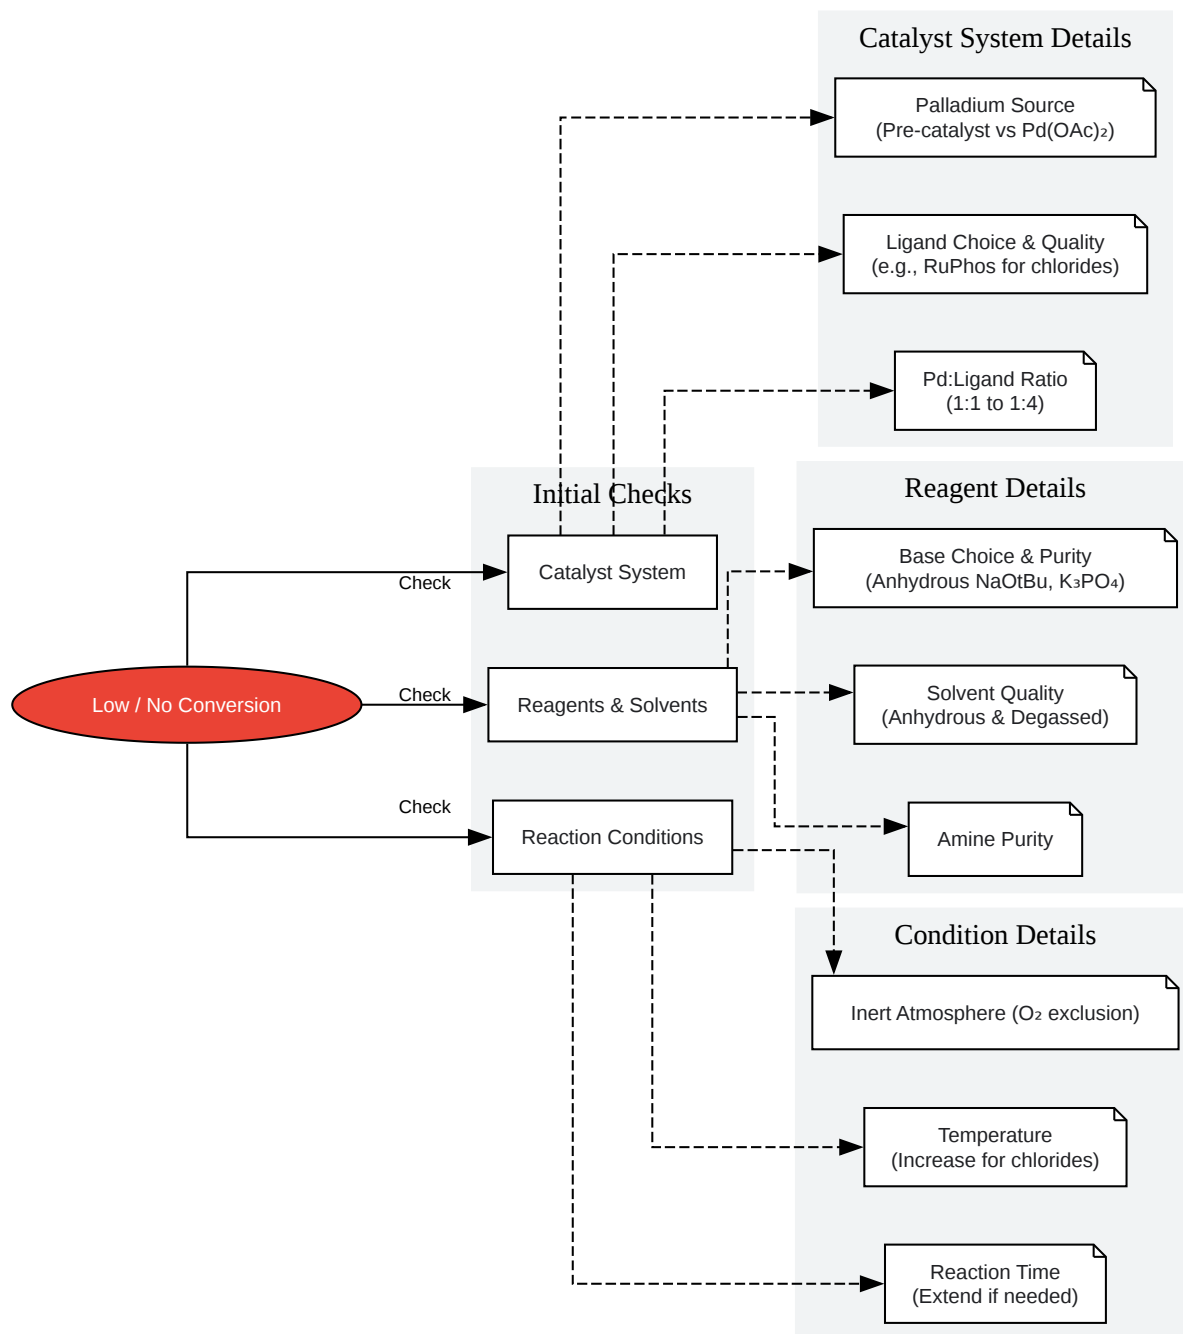 Catalyst System Details
Palladium Source
(Pre-catalyst vs Pd(OAc)₂)
Ligand Choice & Quality
(e.g., RuPhos for chlorides)
Pd:Ligand Ratio
(1:1 to 1:4)
Initial Checks
Catalyst System
Reagents & Solvents
Reaction Conditions
Check
Check
Check
Low / No Conversion
Reagent Details
Base Choice & Purity
(Anhydrous NaOtBu, K₃PO₄)
Solvent Quality
(Anhydrous & Degassed)
Amine Purity
Condition Details
Inert Atmosphere (O₂ exclusion)
Temperature
(Increase for chlorides)
Reaction Time
(Extend if needed)